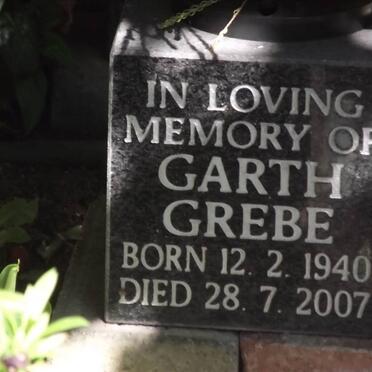 IN LOVING
MEMORY OF
GARTH
GREBE
BORN 12. 2. 1940
DIED 28. 7. 2007